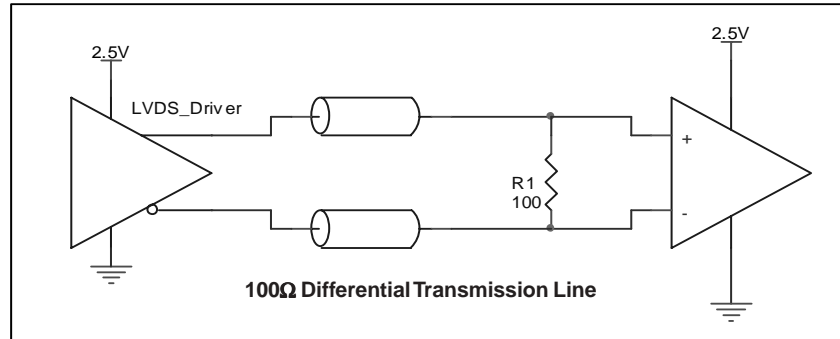 2.5V
2.5V
LVDS_Driver
+
R1
100
-
100Ω Differential Transmission Line